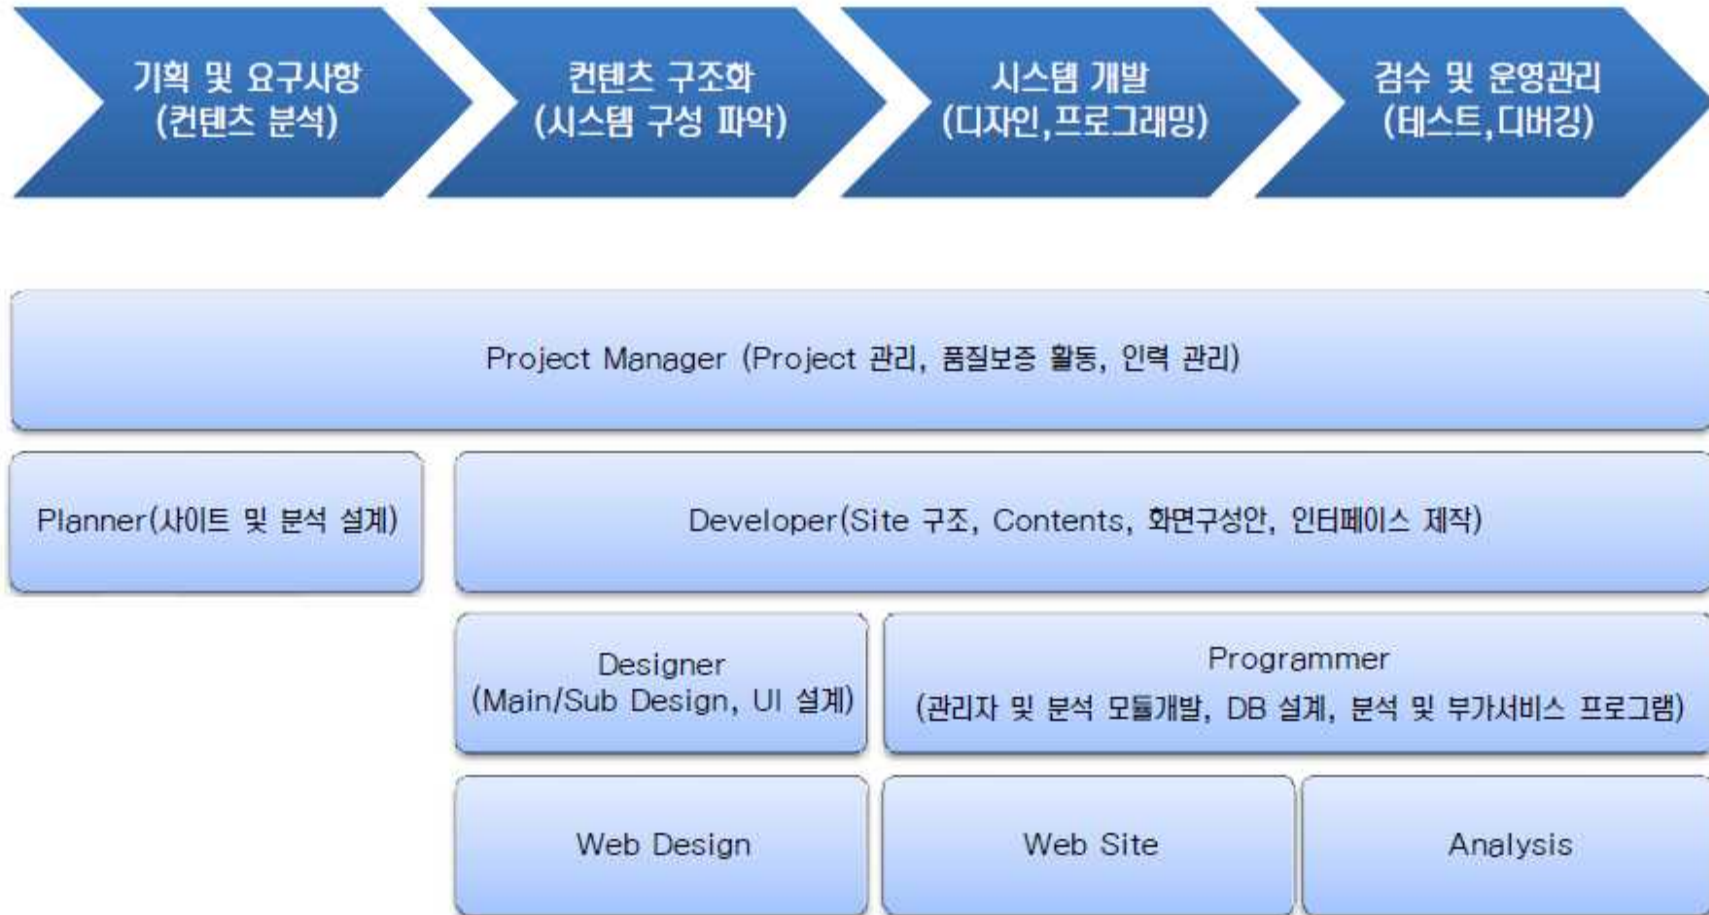 기획 및 요구사항
(컨텐츠 분석)
컨텐츠 구조화
(시스템 구성 파악)
시스템 개발
(디자인,프로그래밍)
검수 및 운영관리
(테스트,디버깅)
Project Manager (Project 관리, 품질보증 활동, 인력 관리)
Planner(사이트 및 분석 설계)
Developer(Site 구조, Contents, 화면구성안, 인터페이스 제작)
Designer
(Main/Sub Design, UI 설계)
Programmer
(관리자 및 분석 모듈개발, DB 설계, 분석 및 부가서비스 프로그램)
Web Design
Web Site
Analysis